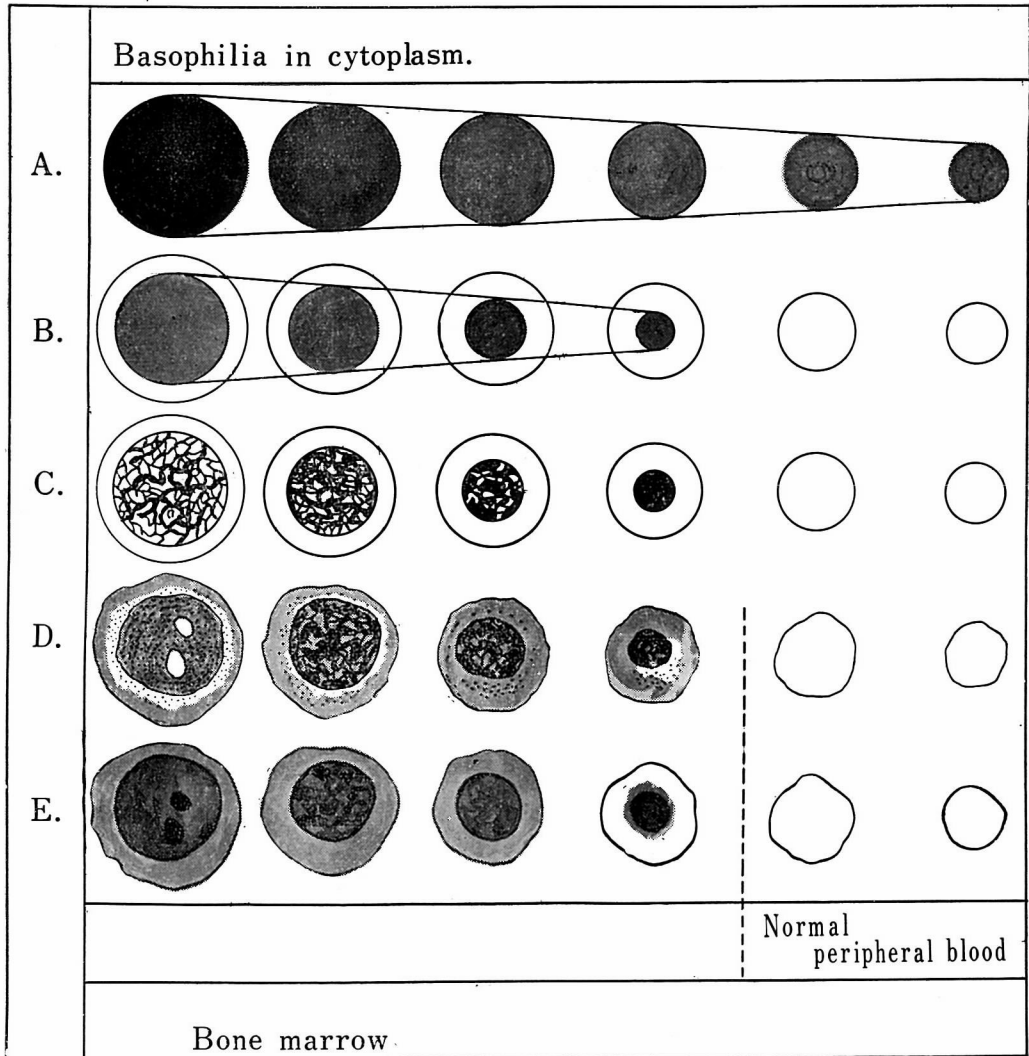 Basophilia in cytoplasm.
A.
B.
C.
D.
E.
Normal
peripheral blood
Bone marrow